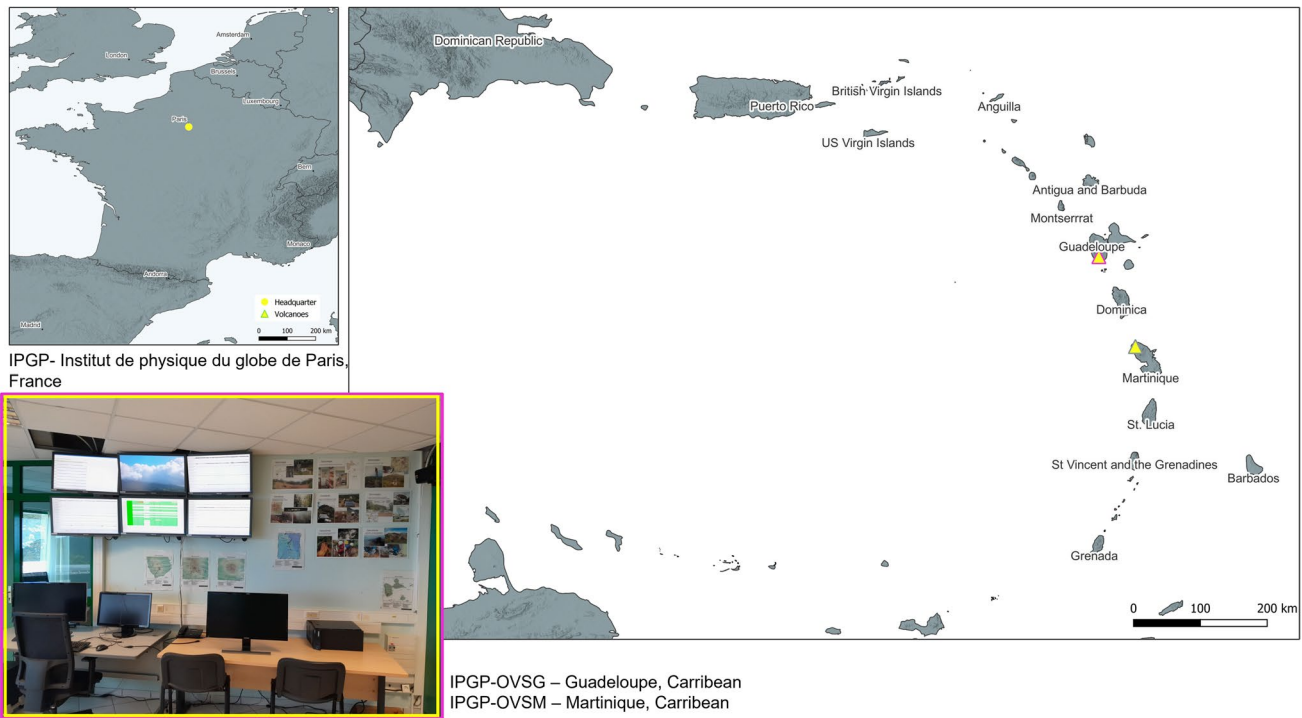 Amsterdam
London
Brussels
Luxembourg
Paris
Bern
Monaco
Andorra
Madrid
Headquarter
Volcanoes
0 100 200 km
IPGP- Institut de physique du globe de Paris,
France
Dominican Republic
Puerto Rico
British Virgin Islands
US Virgin Islands
Anguilla
Antigua and Barbuda
Montserrrat
Guadeloupe
Dominica
Martinique
St. Lucia
St Vincent and the Grenadines
Barbados
Grenada
0 100 200 km
IPGP-OVSG – Guadeloupe, Carribean
IPGP-OVSM – Martinique, Carribean